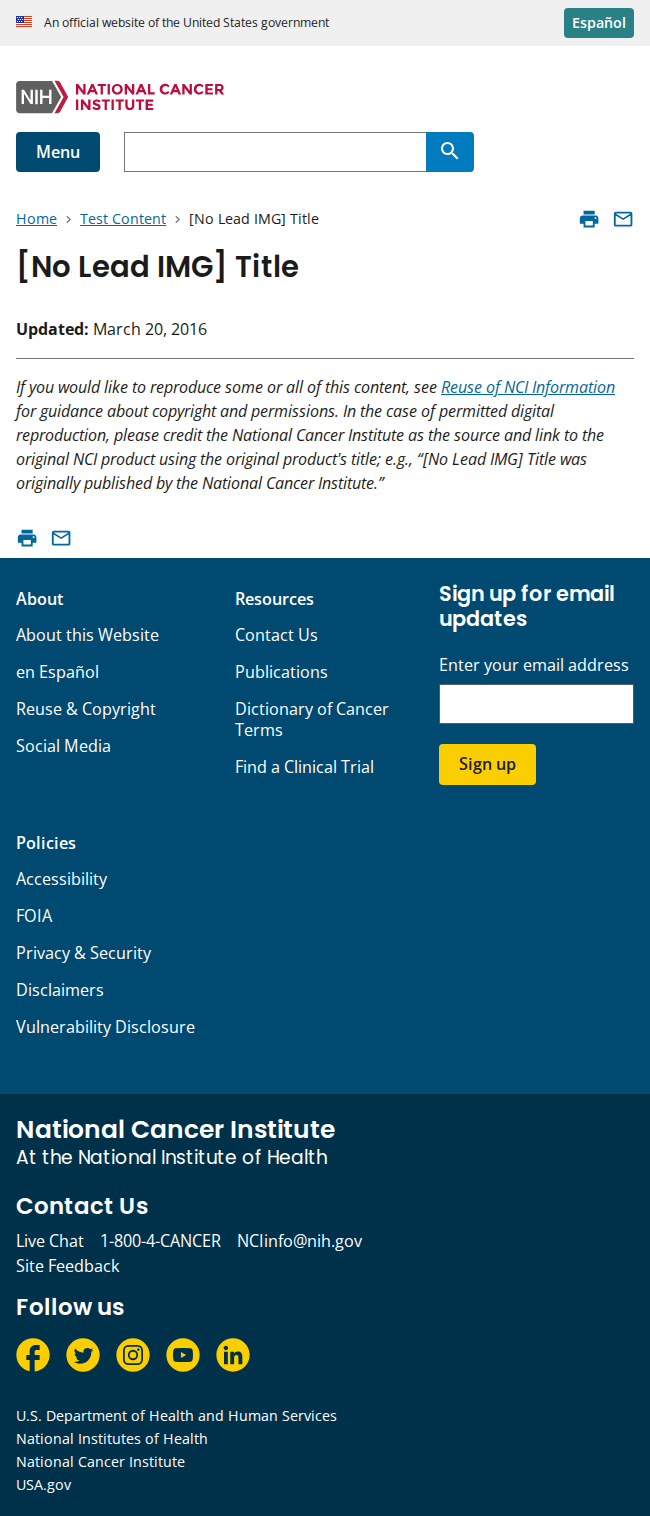 An official website of the United States government
Español
NIH NATIONAL CANCER
INSTITUTE
Menu
Home > Test Content > [No Lead IMG] Title
[No Lead IMG] Title
Updated: March 20, 2016
If you would like to reproduce some or all of this content, see Reuse of NCI Information
for guidance about copyright and permissions. In the case of permitted digital
reproduction, please credit the National Cancer Institute as the source and link to the
original NCI product using the original product's title; e.g., “[No Lead IMG] Title was
originally published by the National Cancer Institute.”
About
About this Website
en Español
Reuse & Copyright
Social Media
Resources
Contact Us
Publications
Dictionary of Cancer
Terms
Find a Clinical Trial
Sign up for email
updates
Enter your email address
Sign up
Policies
Accessibility
FOIA
Privacy & Security
Disclaimers
Vulnerability Disclosure
National Cancer Institute
At the National Institute of Health
Contact Us
Live Chat 1-800-4-CANCER NCIinfo@nih.gov
Site Feedback
Follow us
U.S. Department of Health and Human Services
National Institutes of Health
National Cancer Institute
USA.gov